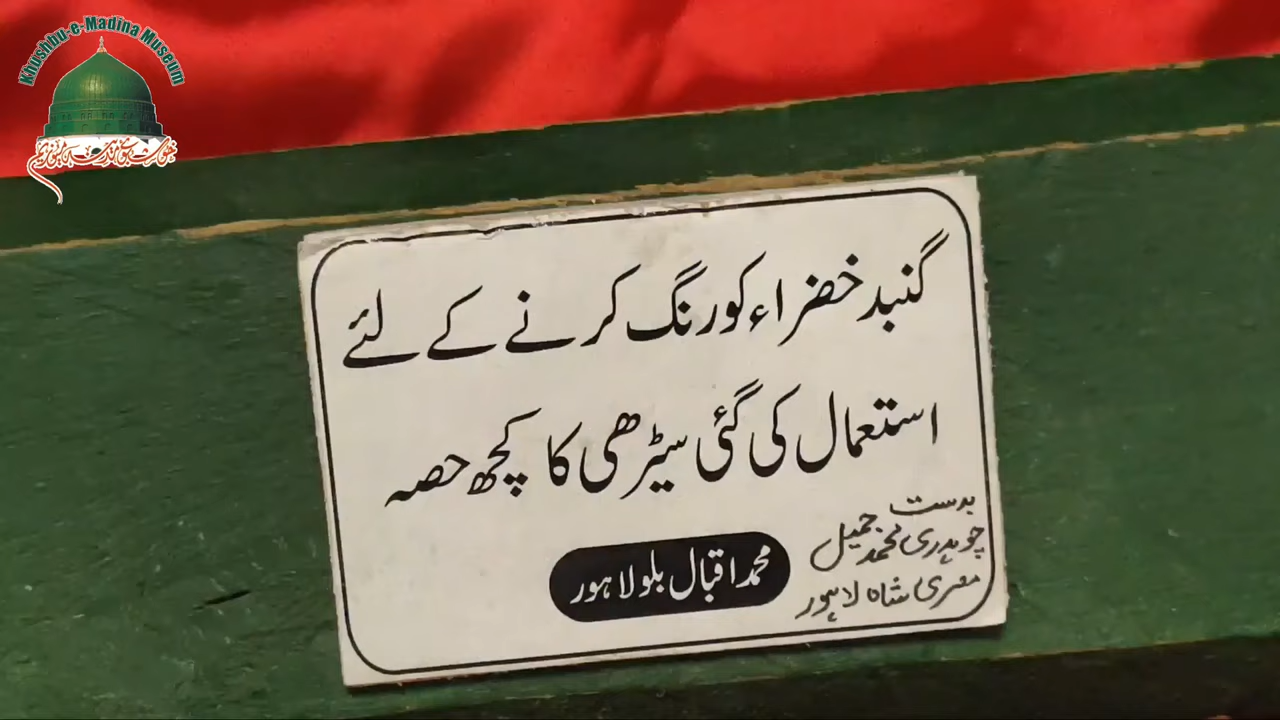 Khushbu-e-Madina Museum
گنبد خضراء کو رنگ کرنے کے لئے
استعمال کی گئی سیڑھی کا کچھ حصہ
بدست
چوہدری محمد جمیل
مصری شاہ لاہور
محمد اقبال بلو لاہور